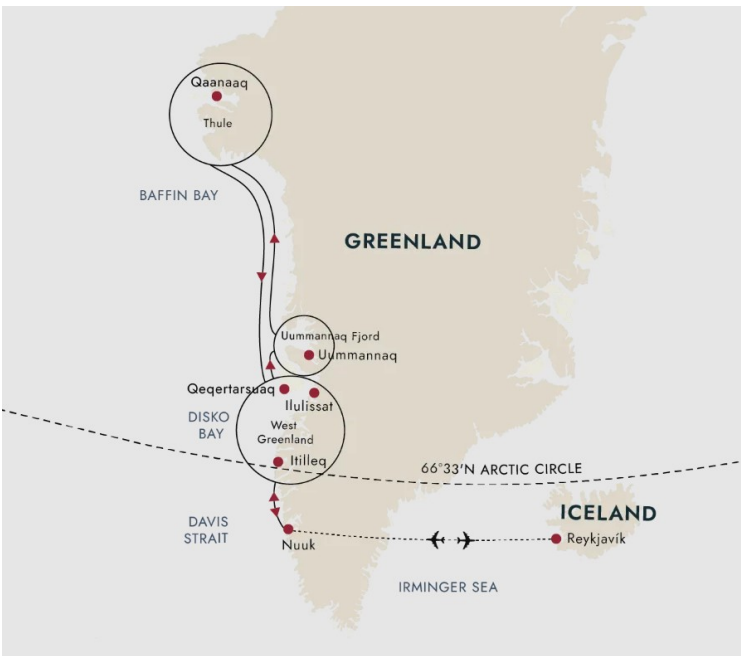 Qaanaaq
Thule
BAFFIN BAY
GREENLAND
Uummannaq Fjord
Uummannaq
Qeqertarsuaq
Ilulissat
DISKO
BAY
West
Greenland
Itilleq
66°33'N ARCTIC CIRCLE
ICELAND
DAVIS
STRAIT
Nuuk
Reykjavík
IRMINGER SEA